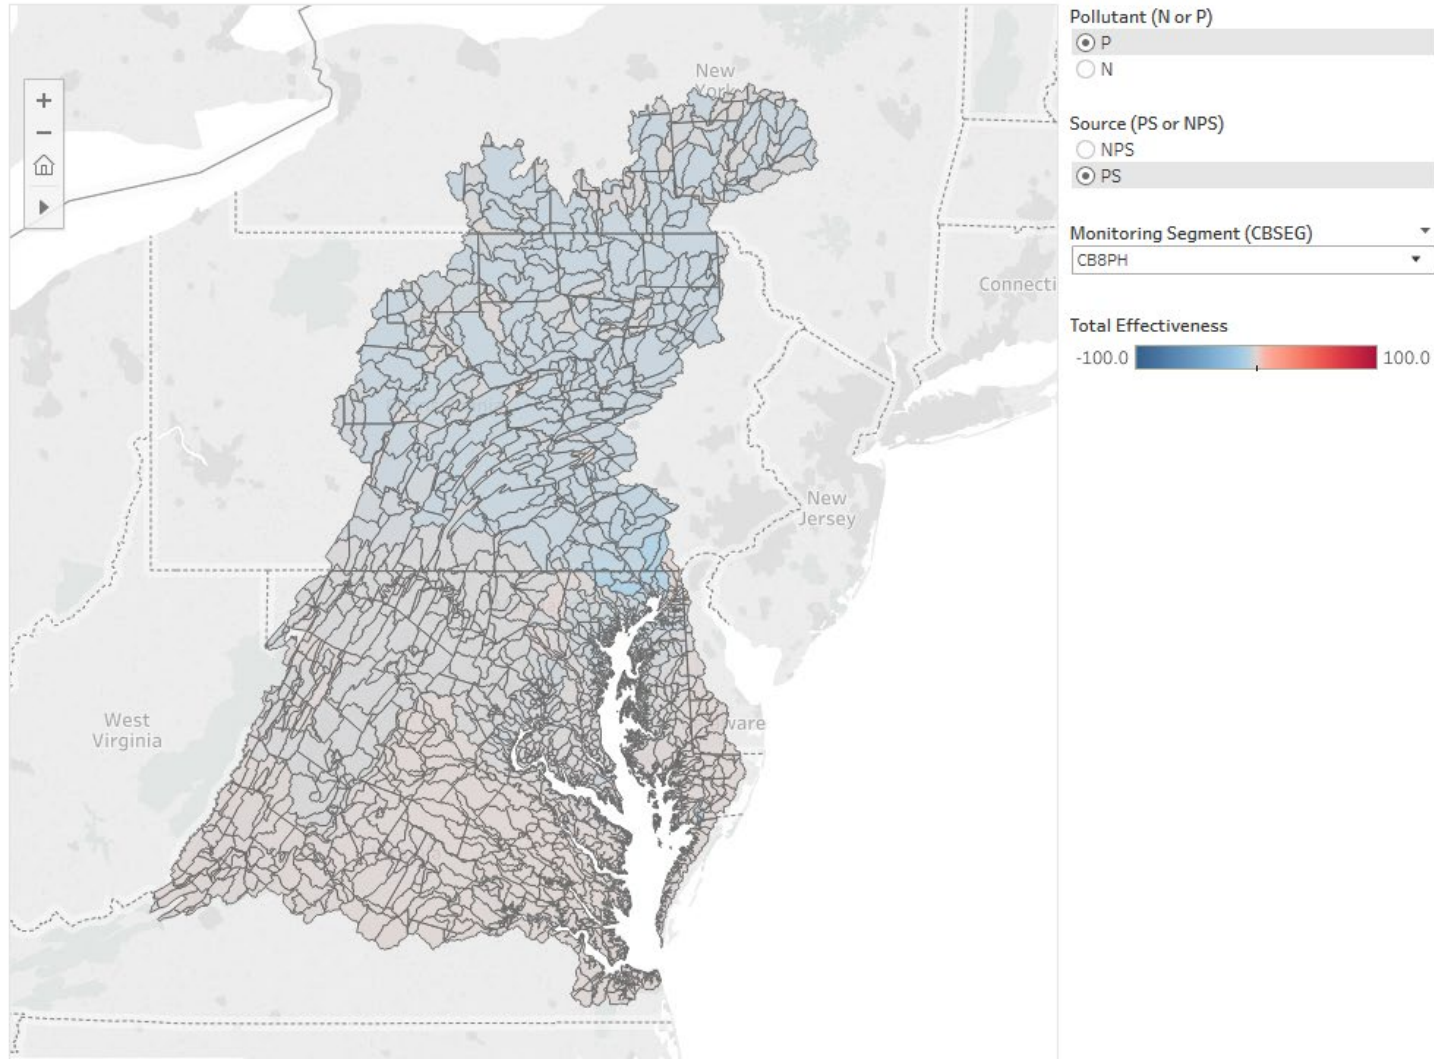 New
York
Connecti
New
Jersey
West
Virginia
ware
Pollutant (N or P)
P
N
Source (PS or NPS)
NPS
PS
Monitoring Segment (CBSEG)
CB8PH
Total Effectiveness
-100.0
100.0